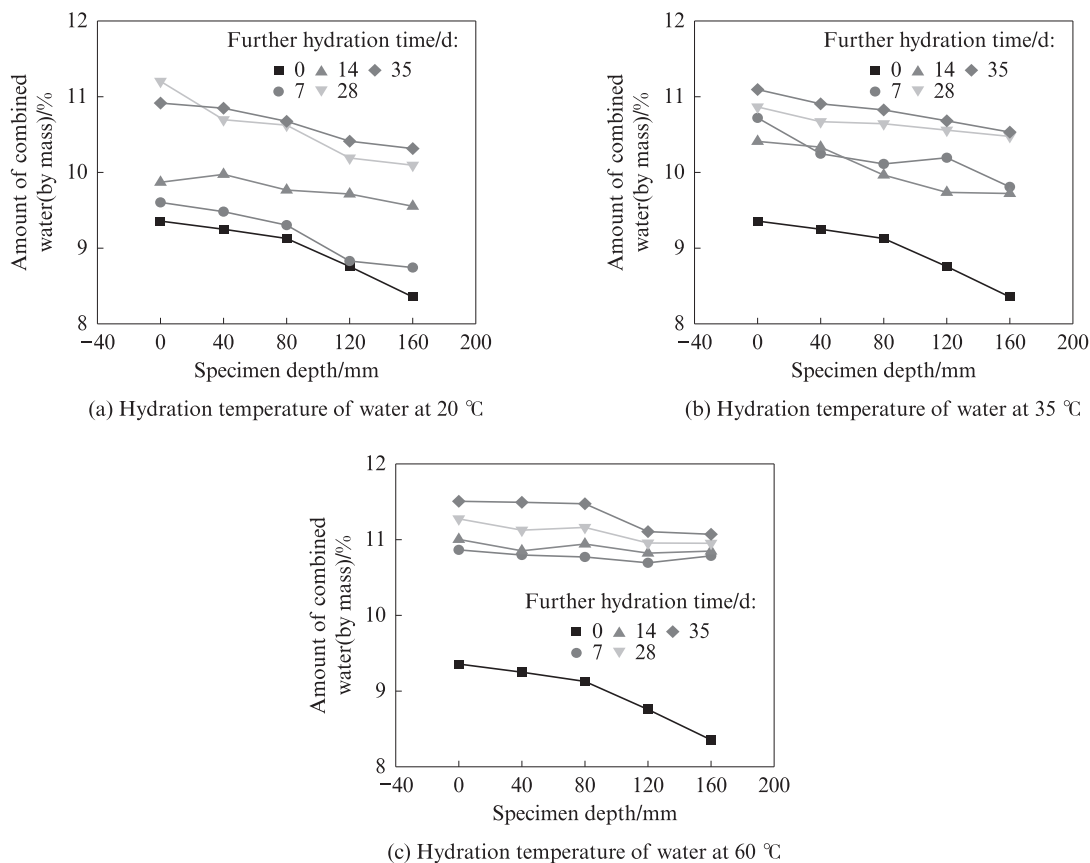 12
11
10
9
8
Amount of combined
water(by mass)/%
Further hydration time/d:
0 14 35
7 28
−40 0 40 80 120 160 200
Specimen depth/mm
(a) Hydration temperature of water at 20 ℃
12
11
10
9
8
Amount of combined
water(by mass)/%
Further hydration time/d:
0 14 35
7 28
−40 0 40 80 120 160 200
Specimen depth/mm
(b) Hydration temperature of water at 35 ℃
12
11
10
9
8
Amount of combined
water(by mass)/%
Further hydration time/d:
0 14 35
7 28
−40 0 40 80 120 160 200
Specimen depth/mm
(c) Hydration temperature of water at 60 ℃